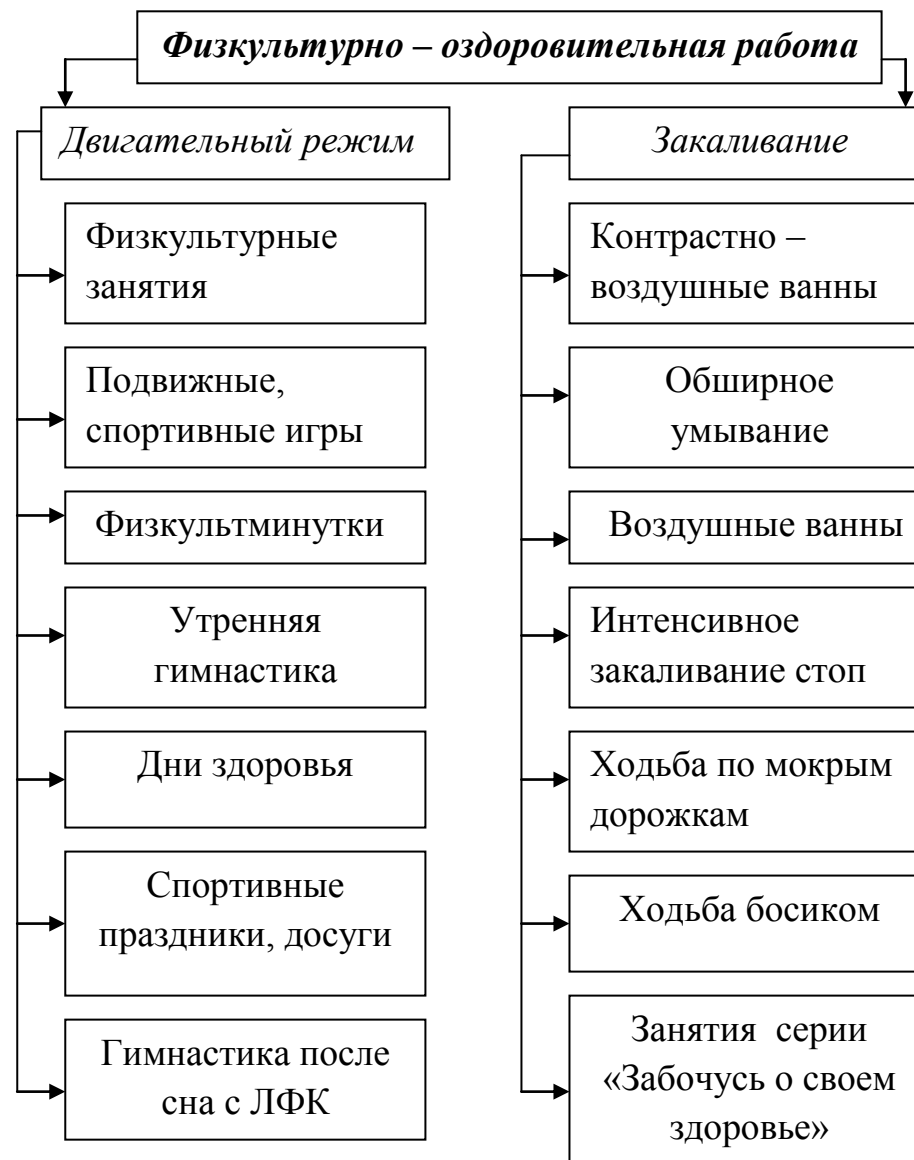 Физкультурно – оздоровительная работа
Двигательный режим
Физкультурные
занятия
Подвижные,
спортивные игры
Физкультминутки
Утренняя
гимнастика
Дни здоровья
Спортивные
праздники, досуги
Гимнастика после
сна с ЛФК
Закаливание
Контрастно –
воздушные ванны
Обширное
умывание
Воздушные ванны
Интенсивное
закаливание стоп
Ходьба по мокрым
дорожкам
Ходьба босиком
Занятия  серии
«Забочусь о своем
здоровье»